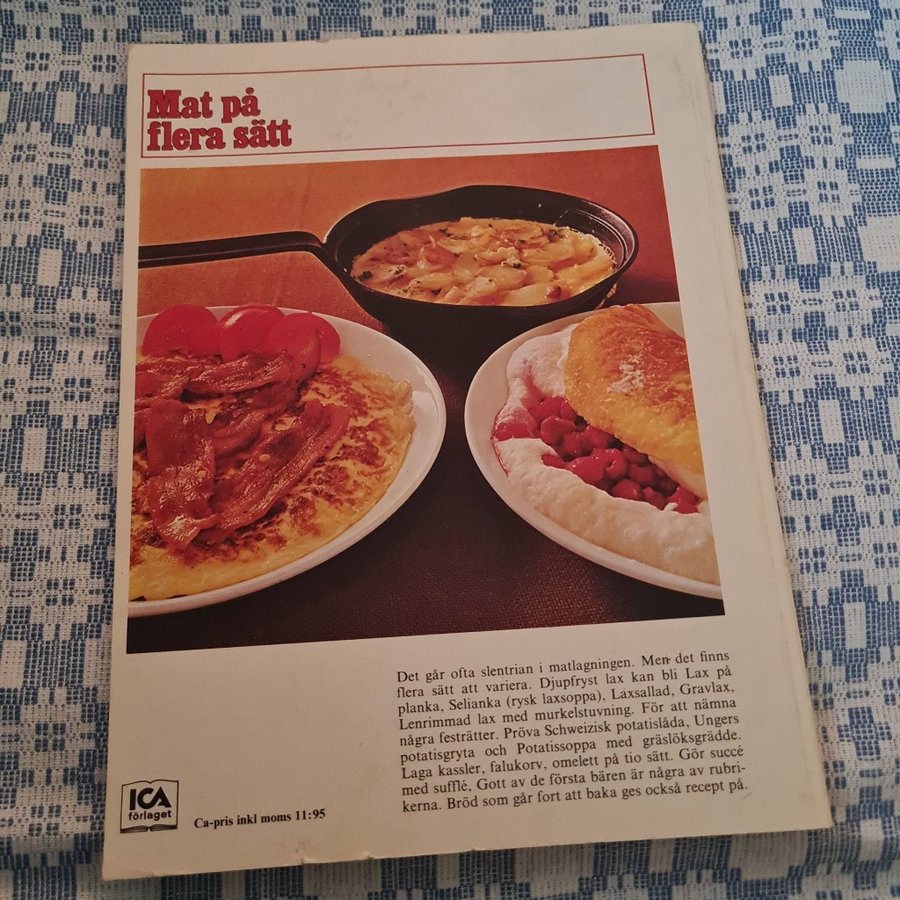 Mat på
flera sätt
Det går ofta slentrian i matlagningen. Men det finns
flera sätt att variera. Djupfryst lax kan bli Lax på
planka, Selianka (rysk laxsoppa), Laxsallad, Gravlax,
Lenrimmad lax med murkelstuvning. För att nämna
några festrätter. Pröva Schweizisk potatislåda, Ungers
potatisgryta och Potatissoppa med gräslöksgrädde.
Laga kassler, falukorv, omelett på tio sätt. Gör succé
med sufflé. Gott av de första bären är några av rubri-
kerna. Bröd som går fort att baka ges också recept på.
ICA
förlaget
Ca-pris inkl moms 11:95